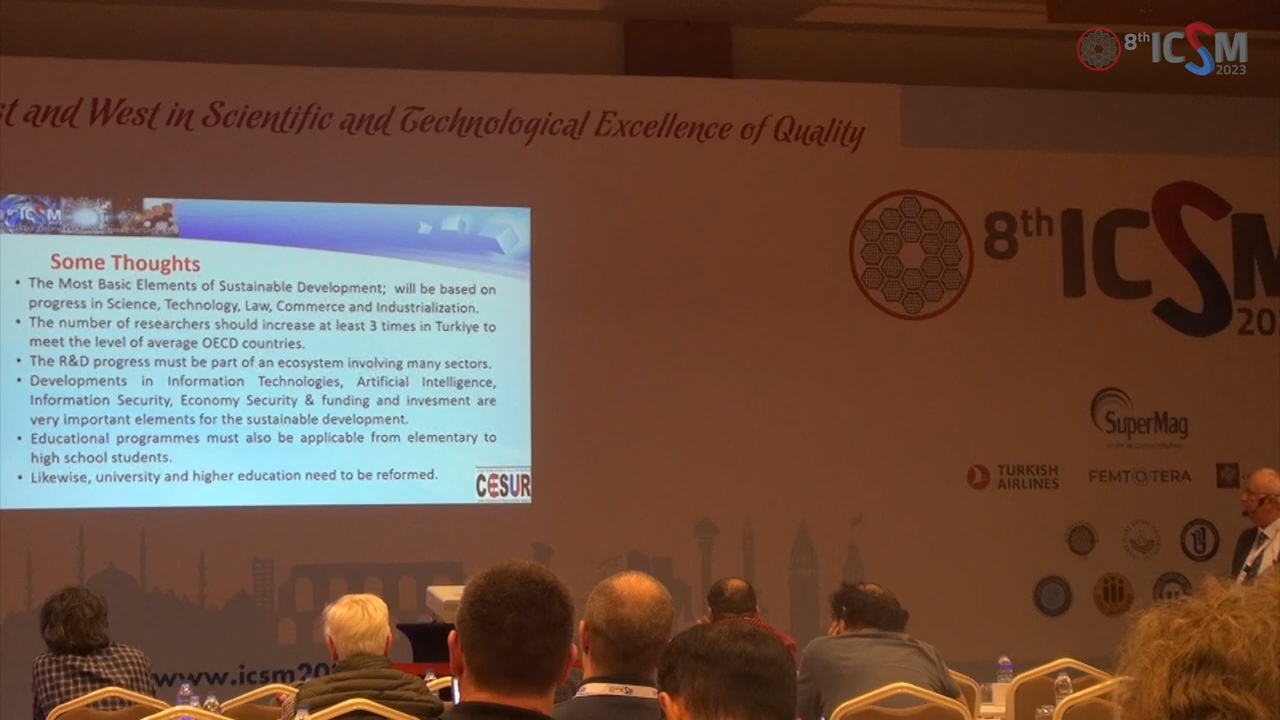 8th ICSM
2023
st and West in Scientific and Technological Excellence of Quality
ICSM
Some Thoughts
• The Most Basic Elements of Sustainable Development; will be based on
progress in Science, Technology, Law, Commerce and Industrialization.
• The number of researchers should increase at least 3 times in Turkiye to
meet the level of average OECD countries.
• The R&D progress must be part of an ecosystem involving many sectors.
• Developments in Information Technologies, Artificial Intelligence,
Information Security, Economy Security & funding and invesment are
very important elements for the sustainable development.
• Educational programmes must also be applicable from elementary to
high school students.
• Likewise, university and higher education need to be reformed.
CESUR
8th ICSM
20
SuperMag
TURKISH
AIRLINES
FEMTOTERA
www.icsm20
8th ICSM